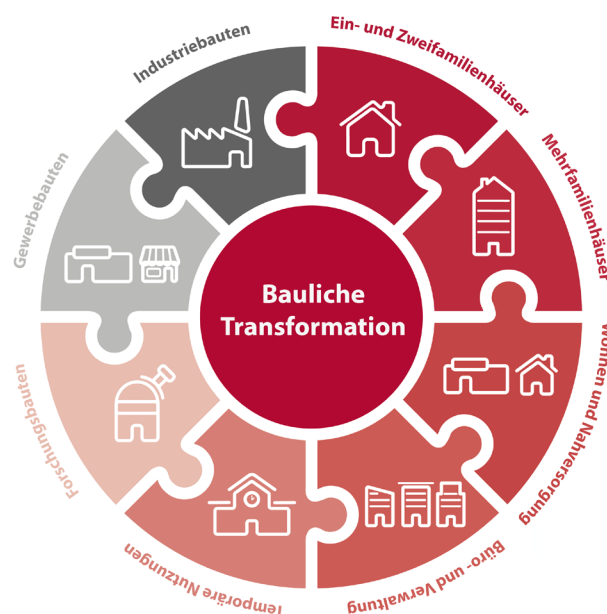 Ein- und Zweifamilienhäuser
Mehrfamilienhäuser
Wohnen und Nahversorgung
Büro- und Verwaltung
Temporäre Nutzungen
Forschungsbauten
Gewerbebauten
Industriebauten
Bauliche
Transformation